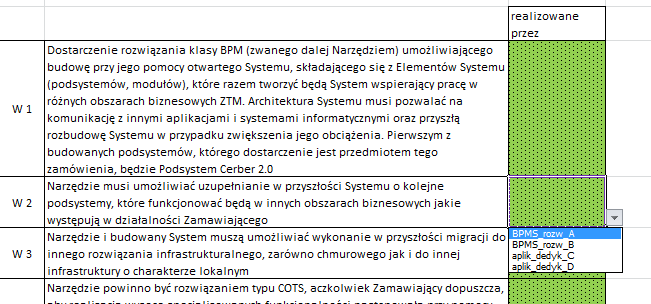 realizowane
przez
Dostarczenie rozwiązania klasy BPM (zwanego dalej Narzędziem) umożliwiającego
budowę przy jego pomocy otwartego Systemu, składającego się z Elementów Systemu
(podsystemów, modułów), które razem tworzyć będą System wspierający pracę w
W 1 różnych obszarach biznesowych ZTM. Architektura Systemu musi pozwalać na
komunikację z innymi aplikacjami i systemami informatycznymi oraz przyszłą
rozbudowę Systemu w przypadku zwiększenia jego obciążenia. Pierwszym z
budowanych podsystemów, którego dostarczenie jest przedmiotem tego
zamówienia, będzie Podsystem Cerber 2.0
Narzędzie musi umożliwiać uzupełnianie w przyszłości Systemu o kolejne
W 2 podsystemy, które funkcjonować będą w innych obszarach biznesowych jakie
występują w działalności Zamawiającego
BPMS_rozw_A
BPMS_rozw_B
aplik_dedyk_C
aplik_dedyk_D
Narzędzie i budowany System muszą umożliwiać wykonanie w przyszłości migracji do
W 3 innego rozwiązania infrastrukturalnego, zarówno chmurowego jak i do innej
infrastruktury o charakterze lokalnym
Narzędzie powinno być rozwiązaniem typu COTS, aczkolwiek Zamawiający dopuszcza,